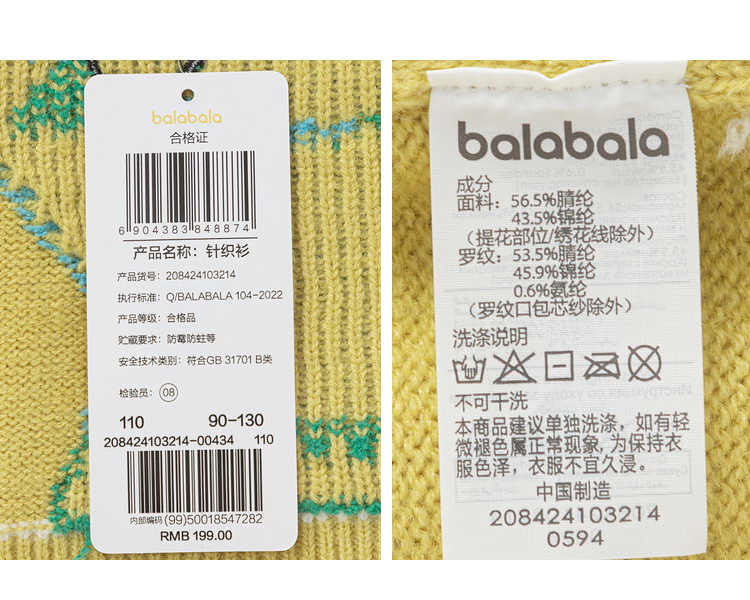 balabala
合格证
6 904383 848874
产品名称：针织衫
产品货号：208424103214
执行标准：Q/BALABALA 104-2022
产品等级：合格品
贮藏要求：防霉防蛀等
安全技术类别：符合GB 31701 B类
检验员：08
110 90-130
208424103214-00434 110
内部编码 (99)50018547282
RMB 199.00
balabala
成分
面料：56.5%腈纶
43.5%锦纶
（提花部位/绣花线除外）
罗纹：53.5%腈纶
45.9%锦纶
0.6%氨纶
（罗纹口包芯纱除外）
洗涤说明
不可干洗
本商品建议单独洗涤，如有轻
微褪色属正常现象，为保持衣
服色泽，衣服不宜久浸。
中国制造
208424103214
0594